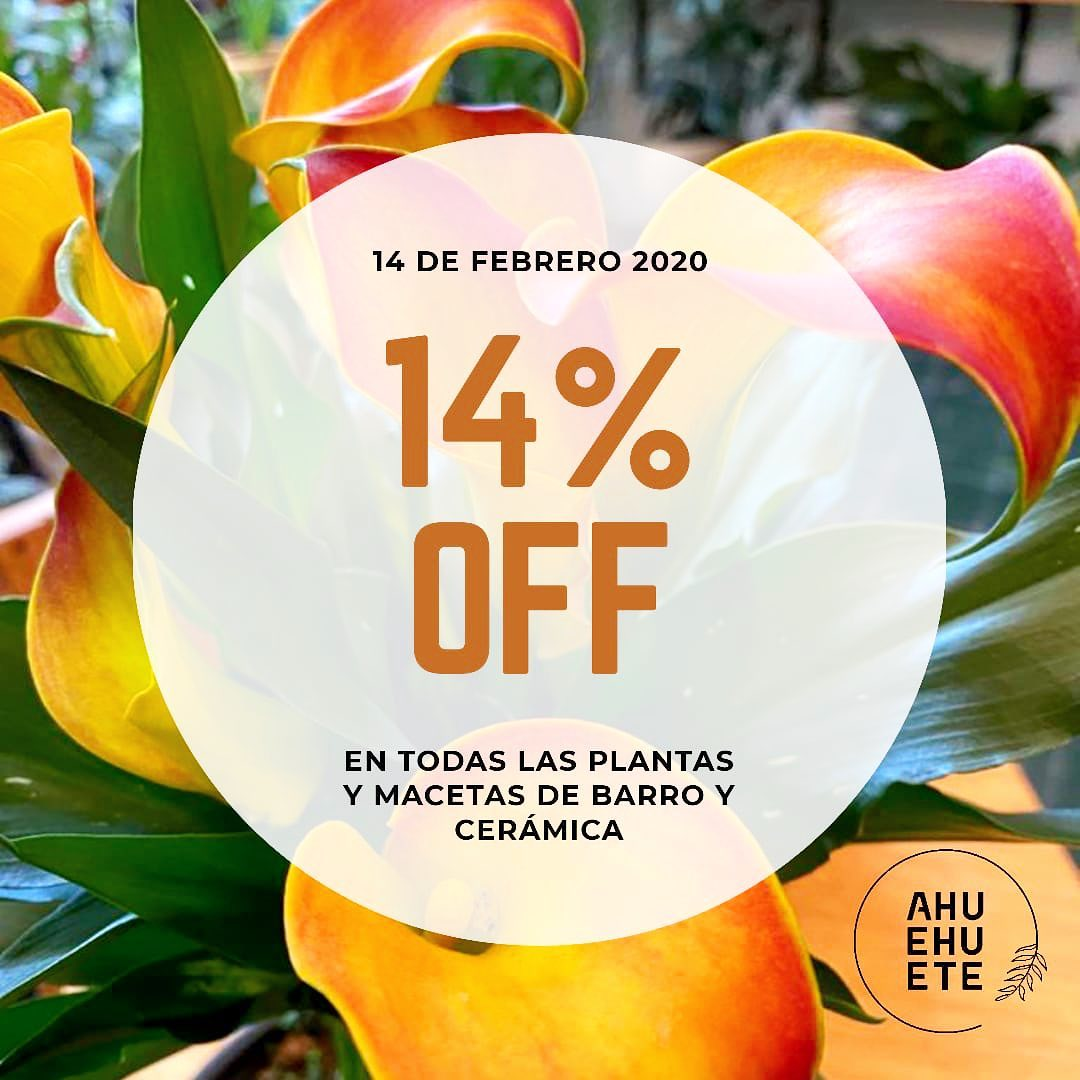 14 DE FEBRERO 2020
14%
OFF
EN TODAS LAS PLANTAS
Y MACETAS DE BARRO Y
CERÁMICA
AHU
EHU
ETE